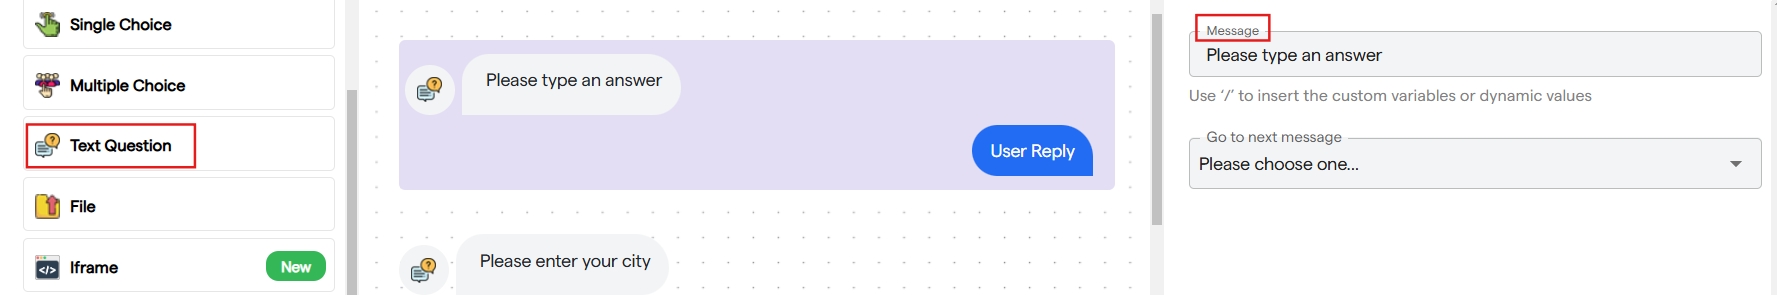 Single Choice
Multiple Choice
Text Question
File
Iframe
New
Please type an answer
User Reply
Please enter your city
Message
Please type an answer
Use ‘/’ to insert the custom variables or dynamic values
Go to next message
Please choose one...